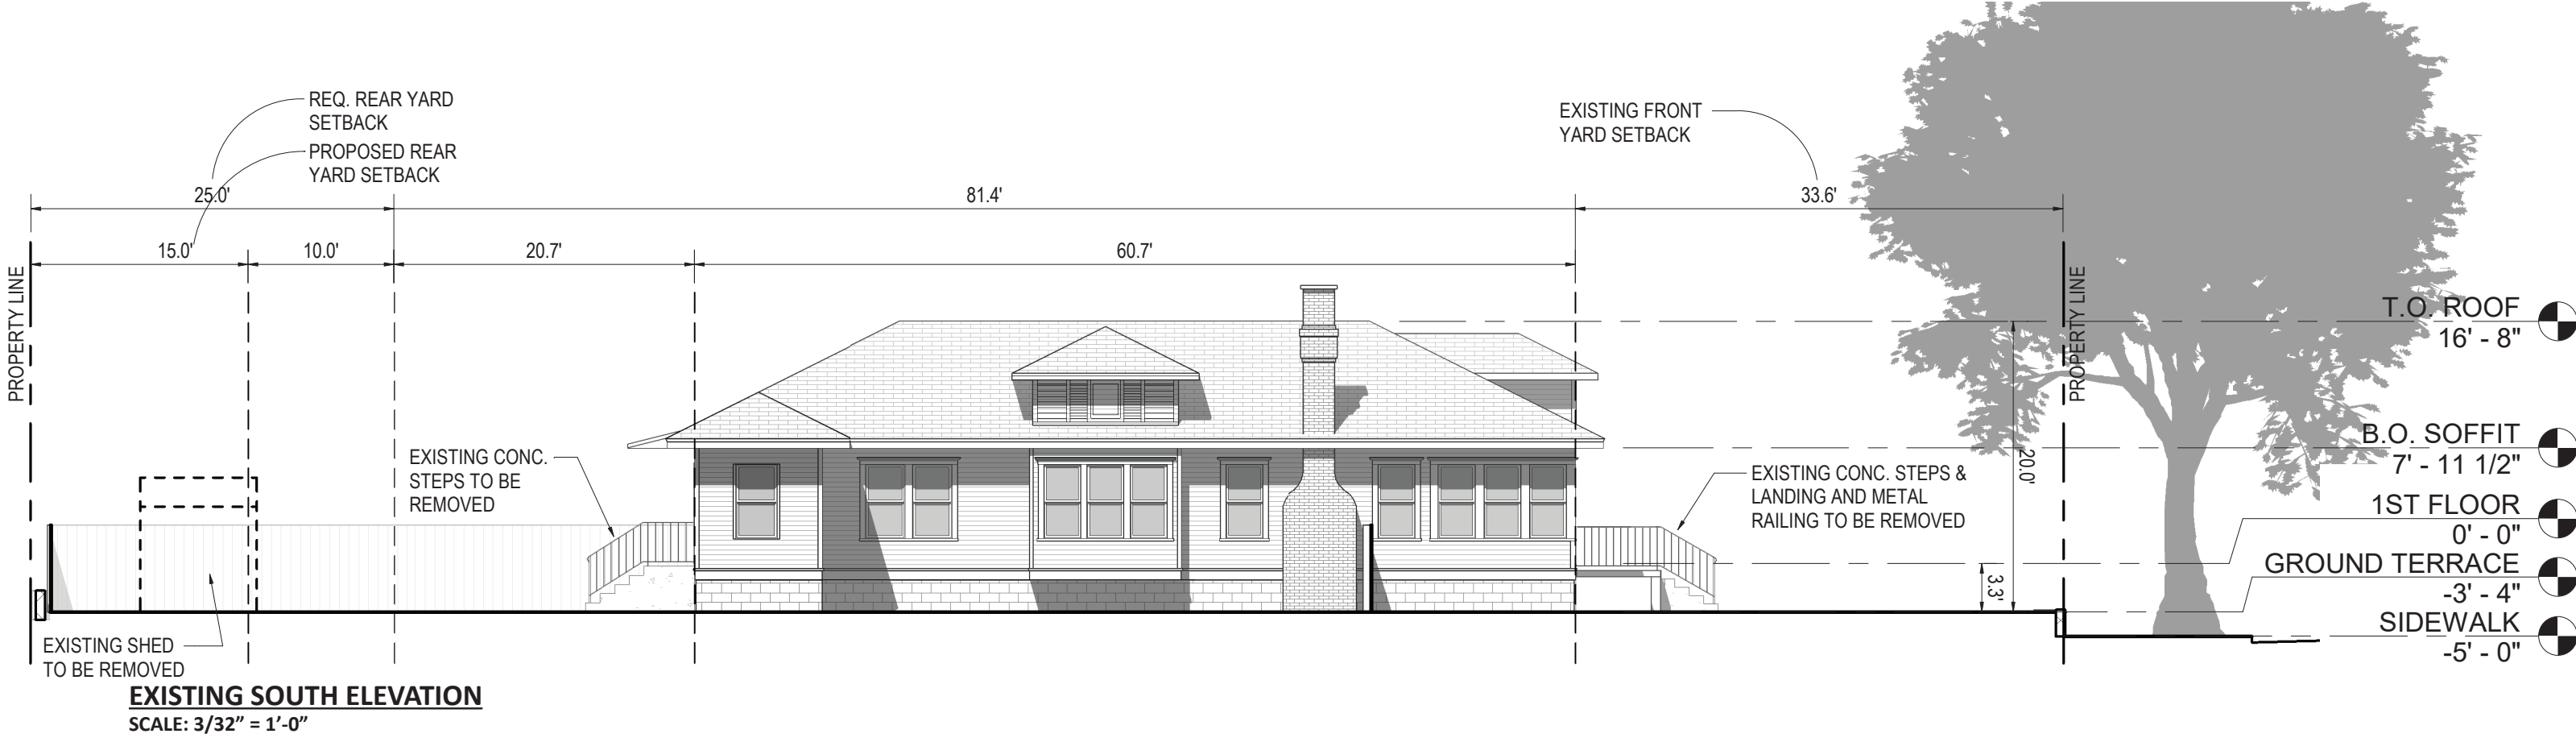 REQ. REAR YARD
SETBACK
PROPOSED REAR
YARD SETBACK
EXISTING FRONT
YARD SETBACK
25.0'
81.4'
33.6'
15.0'
10.0'
20.7'
60.7'
PROPERTY LINE
PROPERTY LINE
T.O. ROOF
16' - 8"
B.O. SOFFIT
7' - 11 1/2"
20.0'
EXISTING CONC.
STEPS TO BE
REMOVED
EXISTING CONC. STEPS &
LANDING AND METAL
RAILING TO BE REMOVED
1ST FLOOR
0' - 0"
GROUND TERRACE
-3' - 4"
3.3'
SIDEWALK
-5' - 0"
EXISTING SHED
TO BE REMOVED
EXISTING SOUTH ELEVATION
SCALE: 3/32” = 1’-0”